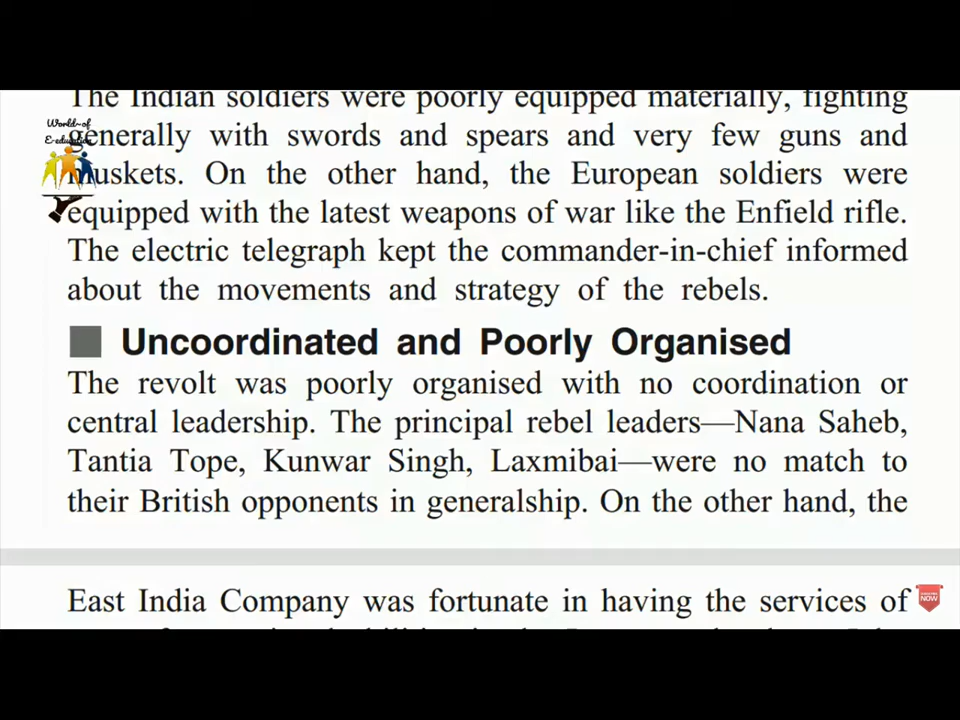 The Indian soldiers were poorly equipped materially, fighting
World~of
E-education
generally with swords and spears and very few guns and
muskets. On the other hand, the European soldiers were
equipped with the latest weapons of war like the Enfield rifle.
The electric telegraph kept the commander-in-chief informed
about the movements and strategy of the rebels.
Uncoordinated and Poorly Organised
The revolt was poorly organised with no coordination or
central leadership. The principal rebel leaders—Nana Saheb,
Tantia Tope, Kunwar Singh, Laxmibai—were no match to
their British opponents in generalship. On the other hand, the
East India Company was fortunate in having the services of
NOW